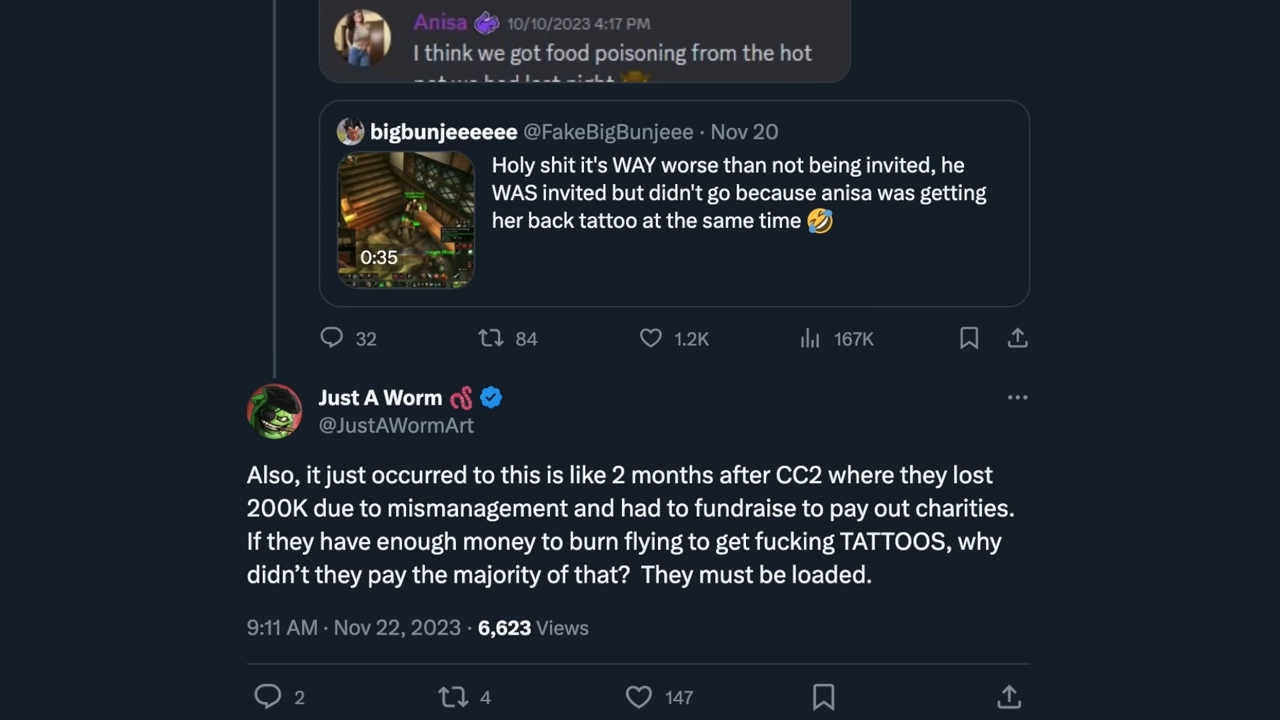 Anisa 10/10/2023 4:17 PM
I think we got food poisoning from the hot
pot we had last night
bigbunjeeeeee @FakeBigBunjeee · Nov 20
Holy shit it's WAY worse than not being invited, he
WAS invited but didn't go because anisa was getting
her back tattoo at the same time 🤣
0:35
32 84 1.2K 167K
Just A Worm
@JustAWormArt
Also, it just occurred to this is like 2 months after CC2 where they lost
200K due to mismanagement and had to fundraise to pay out charities.
If they have enough money to burn flying to get fucking TATTOOS, why
didn’t they pay the majority of that?  They must be loaded.
9:11 AM · Nov 22, 2023 · 6,623 Views
2 4 147